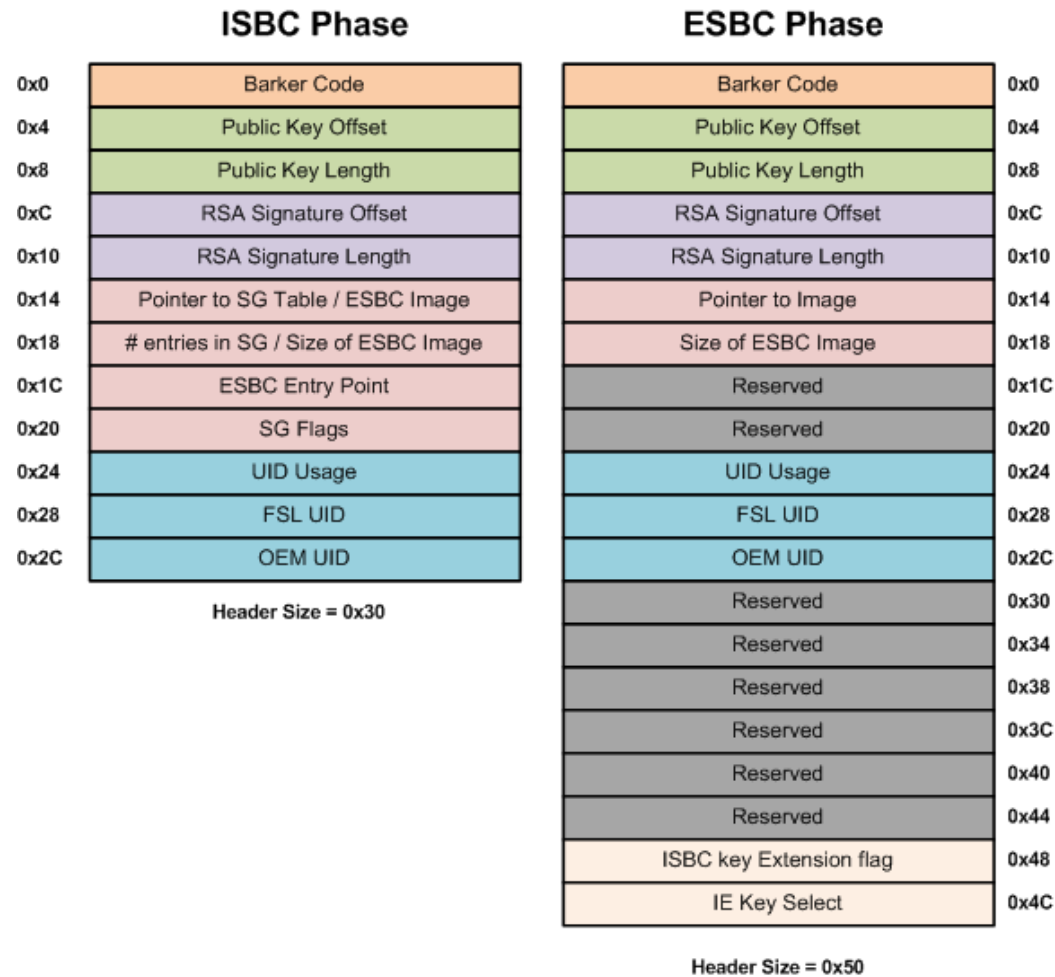 ISBC Phase
ESBC Phase
0x0 Barker Code Barker Code 0x0
0x4 Public Key Offset Public Key Offset 0x4
0x8 Public Key Length Public Key Length 0x8
0xC RSA Signature Offset RSA Signature Offset 0xC
0x10 RSA Signature Length RSA Signature Length 0x10
0x14 Pointer to SG Table / ESBC Image Pointer to Image 0x14
0x18 # entries in SG / Size of ESBC Image Size of ESBC Image 0x18
0x1C ESBC Entry Point Reserved 0x1C
0x20 SG Flags Reserved 0x20
0x24 UID Usage UID Usage 0x24
0x28 FSL UID FSL UID 0x28
0x2C OEM UID OEM UID 0x2C
Header Size = 0x30
Reserved 0x30
Reserved 0x34
Reserved 0x38
Reserved 0x3C
Reserved 0x40
Reserved 0x44
ISBC key Extension flag 0x48
IE Key Select 0x4C
Header Size = 0x50